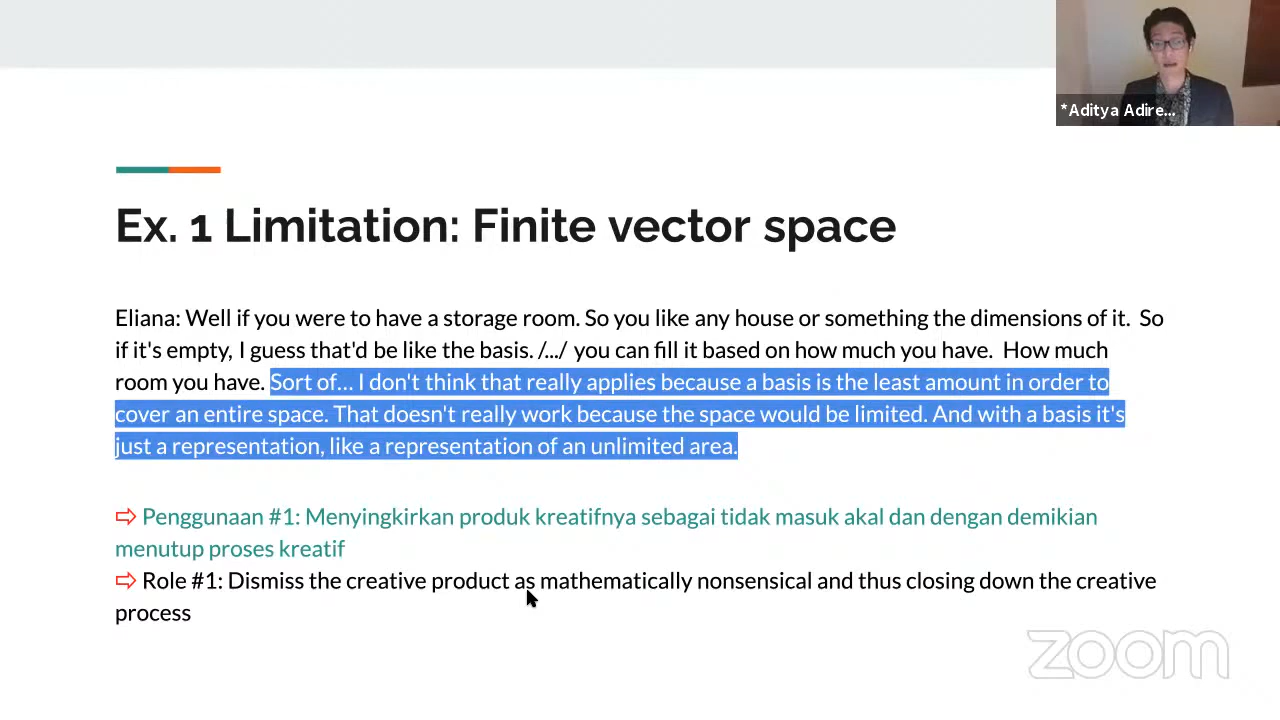 *Aditya Adire...
Ex. 1 Limitation: Finite vector space
Eliana: Well if you were to have a storage room. So you like any house or something the dimensions of it.  So
if it's empty, I guess that'd be like the basis. /.../ you can fill it based on how much you have.  How much
room you have. Sort of... I don't think that really applies because a basis is the least amount in order to
cover an entire space. That doesn't really work because the space would be limited. And with a basis it's
just a representation, like a representation of an unlimited area.
⇨ Penggunaan #1: Menyingkirkan produk kreatifnya sebagai tidak masuk akal dan dengan demikian
menutup proses kreatif
⇨ Role #1: Dismiss the creative product as mathematically nonsensical and thus closing down the creative
process
zoom